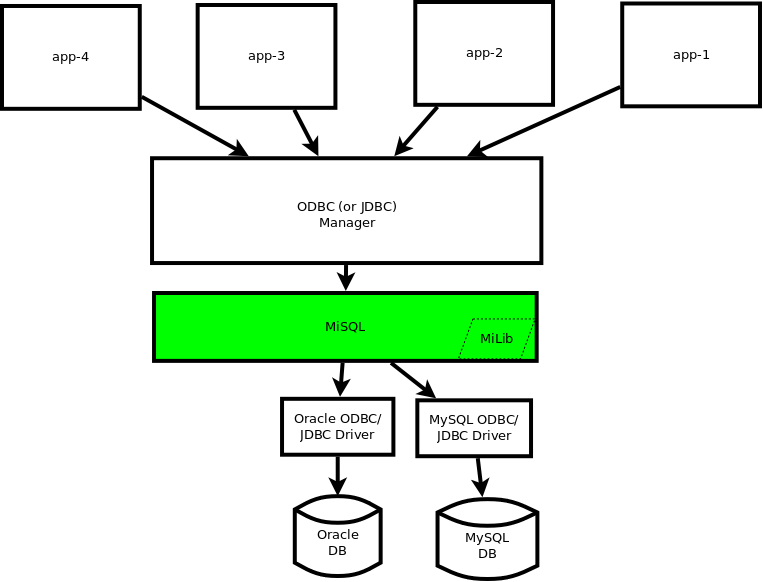 app-4
app-3
app-2
app-1
ODBC (or JDBC)
Manager
MiSQL
MiLib
Oracle ODBC/
JDBC Driver
MySQL ODBC/
JDBC Driver
Oracle
DB
MySQL
DB